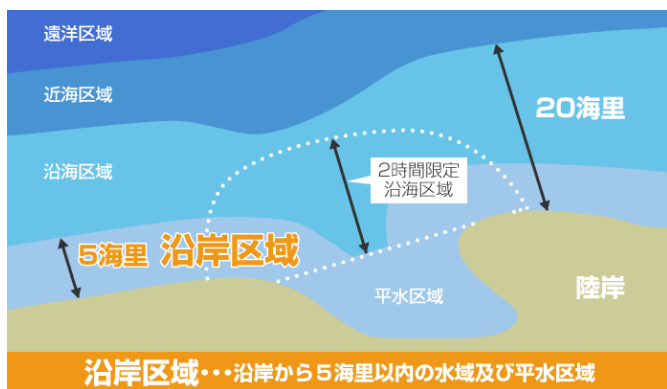 遠洋区域
近海区域
20海里
沿海区域
2時間限定
沿海区域
5海里 沿岸区域
平水区域
陸岸
沿岸区域・・・沿岸から5海里以内の水域及び平水区域